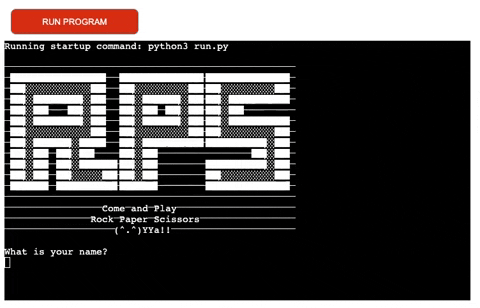 RUN PROGRAM
Running startup command: python3 run.py
RPS
Come and Play
Rock Paper Scissors
(^.^)YYa!!
What is your name?